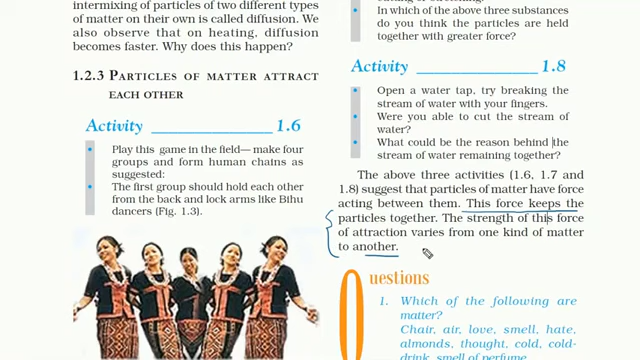 intermixing of particles of two different types
of matter on their own is called diffusion. We
also observe that on heating, diffusion
becomes faster. Why does this happen?
1.2.3 PARTICLES OF MATTER ATTRACT
EACH OTHER
Activity 1.6
• Play this game in the field— make four
groups and form human chains as
suggested:
• The first group should hold each other
from the back and lock arms like Bihu
dancers (Fig. 1.3).
• In which of the above three substances
do you think the particles are held
together with greater force?
Activity 1.8
• Open a water tap, try breaking the
stream of water with your fingers.
• Were you able to cut the stream of
water?
• What could be the reason behind the
stream of water remaining together?
The above three activities (1.6, 1.7 and
1.8) suggest that particles of matter have force
acting between them. This force keeps the
particles together. The strength of this force
of attraction varies from one kind of matter
to another.
Questions
1. Which of the following are
matter?
Chair, air, love, smell, hate,
almonds, thought, cold, cold-
drink, smell of perfume.